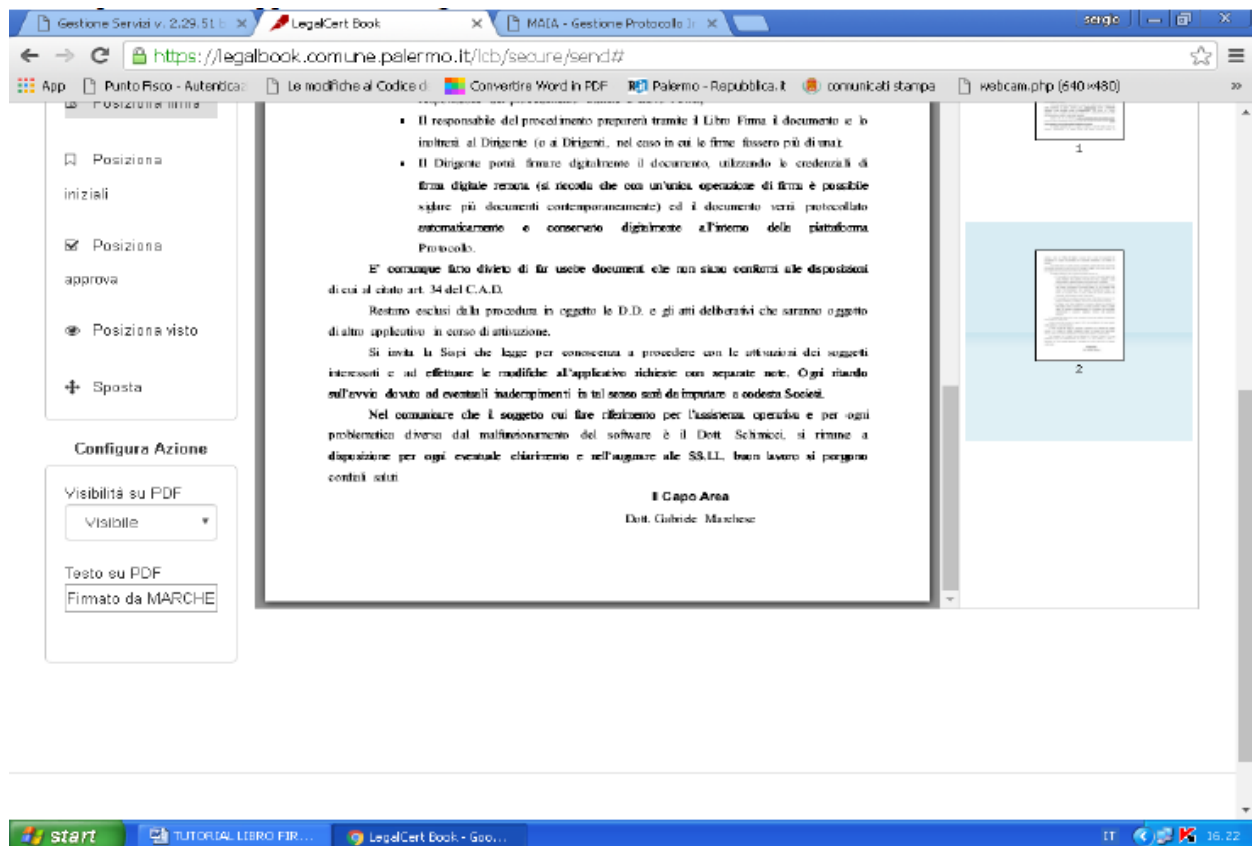 Gestione Servizi v. 2.29.51 b
LegalCert Book
MAIA - Gestione Protocollo In
sergio
https://legalbook.comune.palermo.it/lcb/secure/send#
App
Punto Fisco - Autenticaz
Le modifiche al Codice d
Convertire Word in PDF
Palermo - Repubblica.it
comunicati stampa
webcam.php (640×480)
Posiziona firma
Posiziona
iniziali
Posiziona
approva
Posiziona visto
Sposta
Configura Azione
Visibilità su PDF
Visibile
Testo su PDF
Firmato da MARCHE
• Il responsabile del procedimento preparerà tramite il Libro Firma il documento e lo
inoltrerà al Dirigente (o ai Dirigenti, nel caso in cui le firme fossero più di una).
• Il Dirigente potrà firmare digitalmente il documento, utilizzando le credenziali di
firma digitale remota (si ricorda che con un'unica operazione di firma è possibile
siglare più documenti contemporaneamente) ed il documento verrà protocollato
automaticamente e conservato digitalmente all'interno della piattaforma
Protocollo.
E' comunque fatto divieto di far uscire documenti che non siano conformi alle disposizioni
di cui al citato art. 34 del C.A.D.
Restano esclusi dalla procedura in oggetto le D.D. e gli atti deliberativi che saranno oggetto
di altro applicativo in corso di attivazione.
Si invita la Sispi che legge per conoscenza a procedere con le attivazioni dei soggetti
interessati e ad effettuare le modifiche all'applicativo richieste con separate note. Ogni ritardo
sull'avvio dovuto ad eventuali inadempimenti in tal senso sarà da imputare a codesta Società.
Nel comunicare che il soggetto cui fare riferimento per l'assistenza operativa e per ogni
problematica diversa dal malfunzionamento del software è il Dott. Schimicci, si rimane a
disposizione per ogni eventuale chiarimento e nell'augurare alle SS.LL. buon lavoro si porgono
cordiali saluti
Il Capo Area
Dott. Gabriele Marchese
1
2
start
TUTORIAL LIBRO FIR...
LegalCert Book - Goo...
IT
16.22